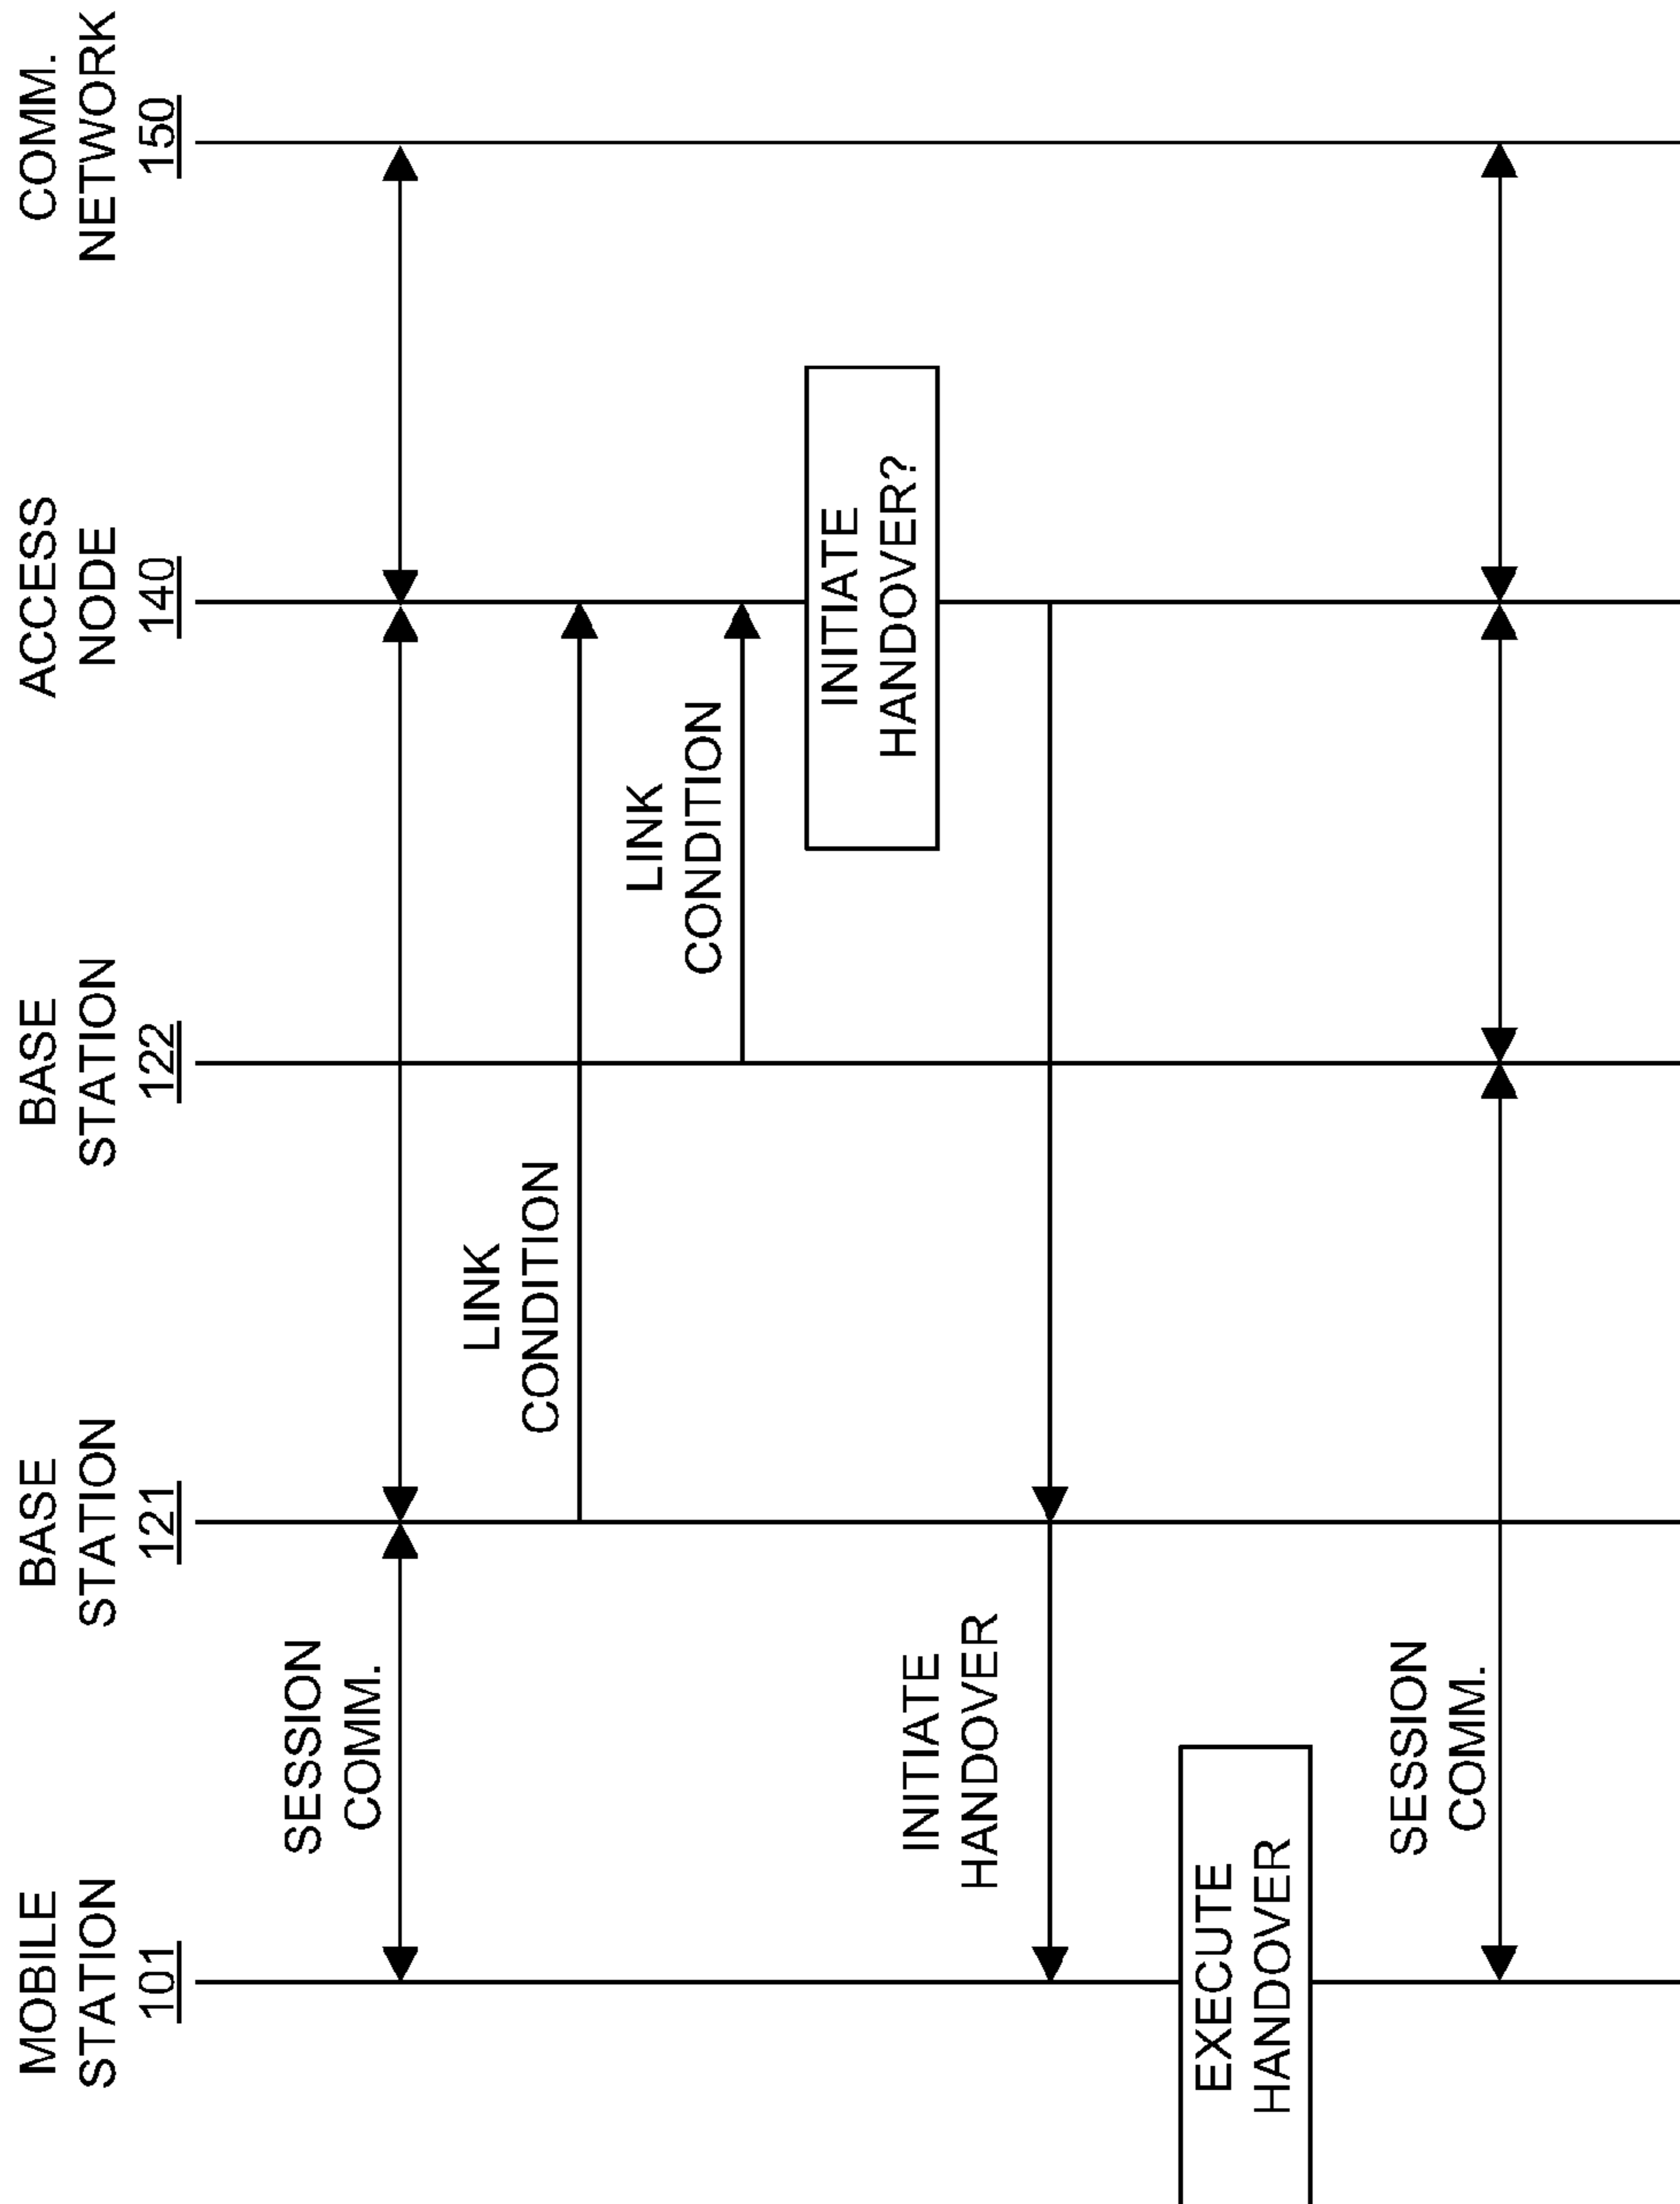 MOBILE
STATION
101
BASE
STATION
121
BASE
STATION
122
ACCESS
NODE
140
COMM.
NETWORK
150
SESSION
COMM.
LINK
CONDITION
LINK
CONDITION
INITIATE
HANDOVER?
INITIATE
HANDOVER
EXECUTE
HANDOVER
SESSION
COMM.